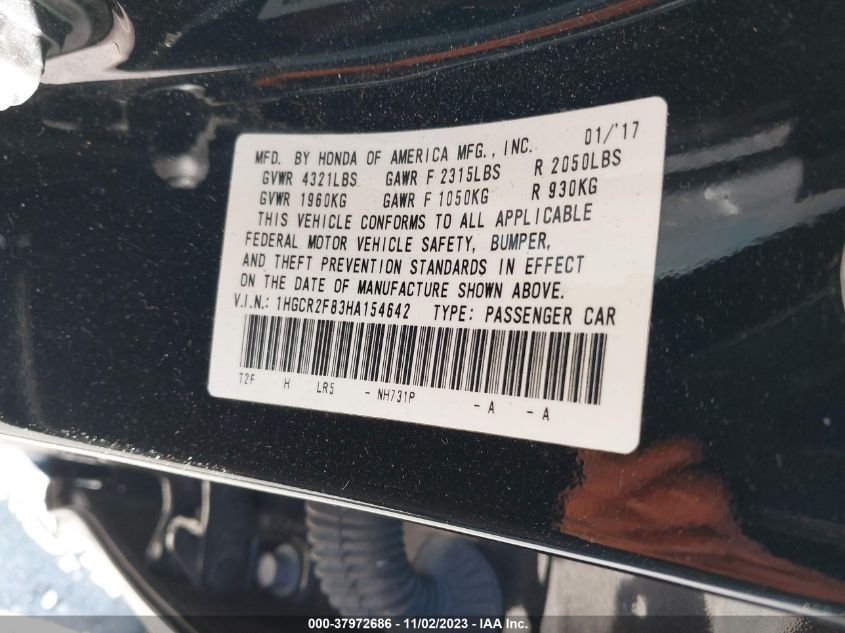 MFD. BY HONDA OF AMERICA MFG., INC. 01/'17
GVWR 4321LBS GAWR F 2315LBS R 2050LBS
GVWR 1960KG GAWR F 1050KG R 930KG
THIS VEHICLE CONFORMS TO ALL APPLICABLE
FEDERAL MOTOR VEHICLE SAFETY, BUMPER,
AND THEFT PREVENTION STANDARDS IN EFFECT
ON THE DATE OF MANUFACTURE SHOWN ABOVE.
V.I.N.: 1HGCR2F83HA154642 TYPE: PASSENGER CAR
T2F H LR5 - NH731P - A - A
000-37972686 | 11/02/2023 - IAA Inc.